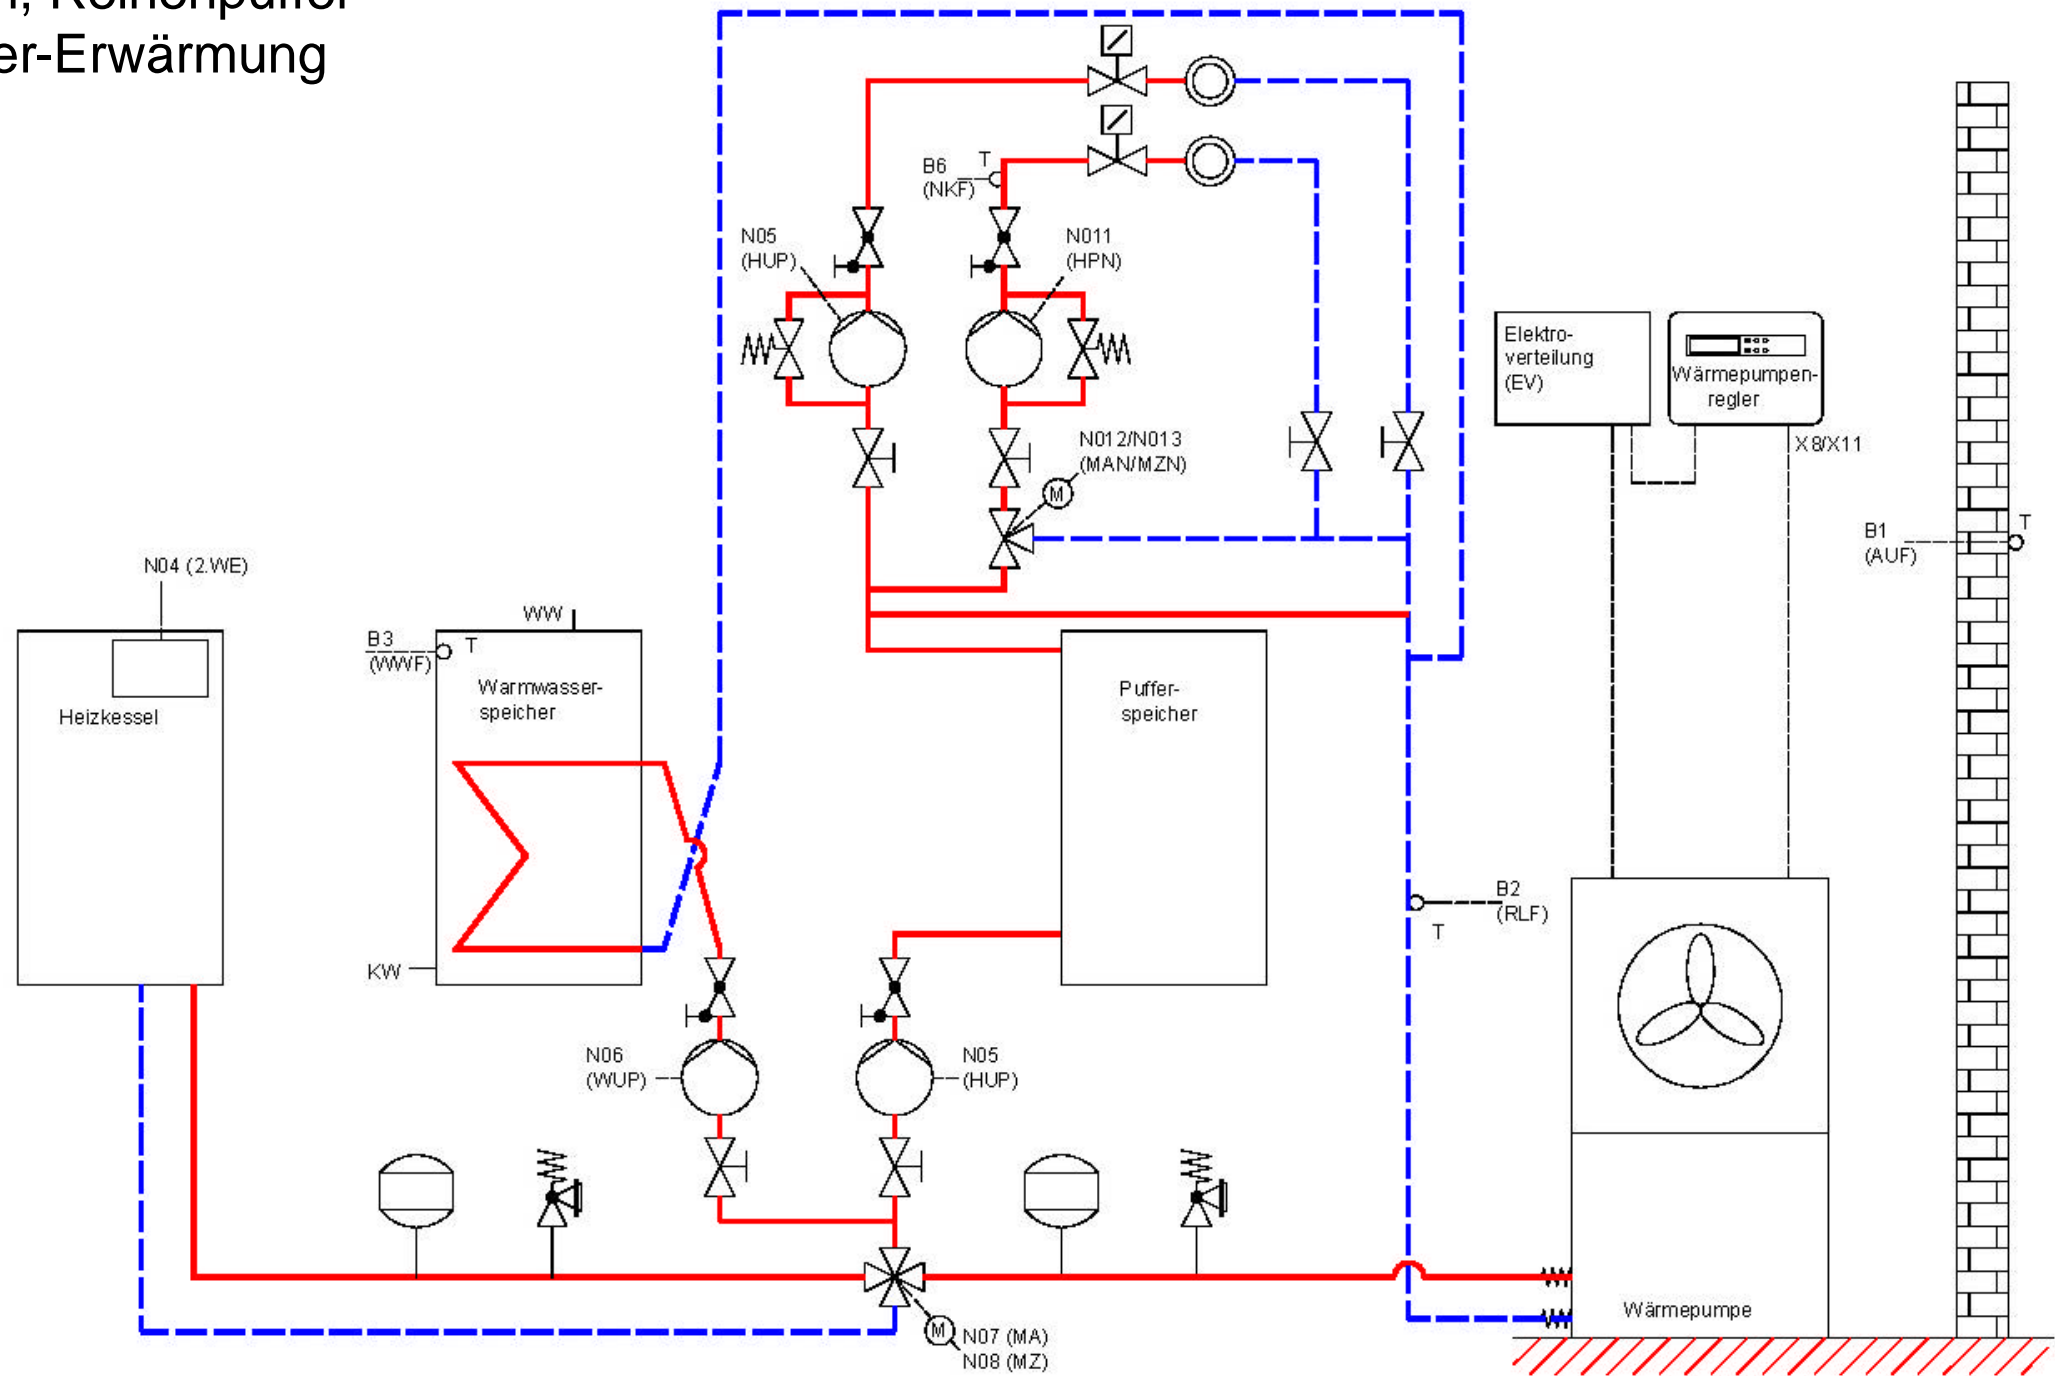 er-Erwärmung
B6
T
(NKF)
N05
(HUP)
N011
(HPN)
Elektro-
verteilung
(EV)
Wärmepumpen-
regler
X8/X11
N012/N013
(MAN/MZN)
M
B1
(AUF)
T
N04 (2.WE)
WW
B3
(WWF)
T
Heizkessel
Warmwasser-
speicher
Puffer-
speicher
B2
(RLF)
T
KW
N06
(WUP)
N05
(HUP)
Wärmepumpe
M
N07 (MA)
N08 (MZ)